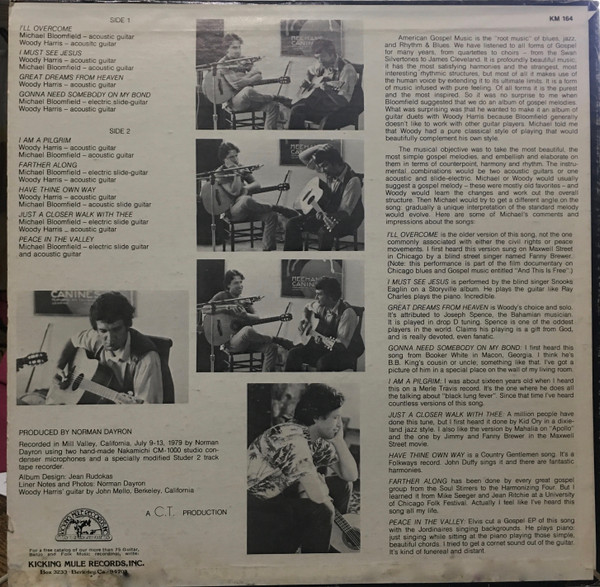 SIDE 1
I'LL OVERCOME
Michael Bloomfield – acoustic guitar
Woody Harris – acousitc guitar
I MUST SEE JESUS
Woody Harris – acoustic guitar
Michael Bloomfield – acoustic guitar
GREAT DREAMS FROM HEAVEN
Woody Harris – acoustic guitar
GONNA NEED SOMEBODY ON MY BOND
Michael Bloomfield – electric slide-guitar
Woody Harris – acoustic guitar
SIDE 2
I AM A PILGRIM
Woody Harris – acoustic guitar
Michael Bloomfield – acoustic guitar
FARTHER ALONG
Michael Bloomfield – electric slide-guitar
Woody Harris – acoustic guitar
HAVE THINE OWN WAY
Woody Harris – acoustic guitar
Michael Bloomfield – acoustic slide guitar
JUST A CLOSER WALK WITH THEE
Michael Bloomfield – electric slide guitar
Woody Harris – acoustic guitar
PEACE IN THE VALLEY
Michael Bloomfield – electric slide guitar
and acoustic guitar
CANINES
PRODUCED BY NORMAN DAYRON
Recorded in Mill Valley, California, July 9-13, 1979 by Norman
Dayron using two hand-made Nakamichi CM-1000 studio con-
denser microphones and a specially modified Studer 2 track
tape recorder.
Album Design: Jean Rudokas
Liner Notes and Photos: Norman Dayron
Woody Harris' guitar by John Mello, Berkeley, California
A C.T. PRODUCTION
For a free catalog of our more than 75 Guitar,
Banjo and Folk Music recordings, write:
KICKING MULE RECORDS, INC.
Box 3233 · Berkeley, Ca.
KM 164
American Gospel Music is the "root music" of blues, jazz,
and Rhythm & Blues. We have listened to all forms of Gospel
for many years, from quartettes to choirs – from the Swan
Silvertones to James Cleveland. It is profoundly beautiful music;
it has the most satisfying harmonies and the strangest, most
interesting rhythmic structures, but most of all it makes use of
the human voice by extending it to its ultimate limits. It is a form
of music infused with pure feeling. Of all forms it is the purest
and the most inspired. So it was no surprise to me when
Bloomfield suggested that we do an album of gospel melodies.
What was surprising was that he wanted to make it an album of
guitar duets with Woody Harris because Bloomfield generally
doesn't like to work with other guitar players. Michael told me
that Woody had a pure classical style of playing that would
beautifully complement his own style.
The musical objective was to take the most beautiful, the
most simple gospel melodies, and embellish and elaborate on
them in terms of counterpoint, harmony and rhythm. The instru-
mental combinations would be two acoustic guitars or one
acoustic and slide-electric. Michael or Woody would usually
suggest a gospel melody – these were mostly old favorites – and
Woody would learn the changes and work out the overall
structure. Then Michael would try to get a different angle on the
song; gradually a unique interpretation of the standard melody
would evolve. Here are some of Michael's comments and
impressions about the songs:
I'LL OVERCOME is the older version of this song, not the one
commonly associated with either the civil rights or peace
movements. I first heard this version sung on Maxwell Street
in Chicago by a blind street singer named Fanny Brewer.
(Note: this performance is part of the film documentary on
Chicago blues and Gospel music entitled "And This Is Free".)
I MUST SEE JESUS is performed by the blind singer Snooks
Eaglin on a Storyville album. He plays the guitar like Ray
Charles plays the piano. Incredible.
GREAT DREAMS FROM HEAVEN is Woody's choice and solo.
It's attributed to Joseph Spence, the Bahamian musician.
It is played in drop D tuning. Spence is one of the oddest
players in the world. Claims his playing is a gift from God,
and is really devoted, even fanatic.
GONNA NEED SOMEBODY ON MY BOND: I first heard this
song from Booker White in Macon, Georgia. I think he's
B.B. King's cousin or uncle, something like that. I've got a
picture of him in a special place on the wall of my living room.
I AM A PILGRIM: I was about sixteen years old when I heard
this on a Merle Travis record. It's the one where he does all
the talking about "black lung fever". Since that time I've heard
countless versions of this song.
JUST A CLOSER WALK WITH THEE: A million people have
done this tune, but I first heard it done by Kid Ory in a dixie-
land jazz style. I also like the version by Mahalia on "Apollo"
and the one by Jimmy and Fanny Brewer in the Maxwell
Street movie.
HAVE THINE OWN WAY is a Country Gentlemen song. It's a
Folkways record. John Duffy sings it and there are fantastic
harmonies.
FARTHER ALONG has been done by every great gospel
group from the Soul Stirrers to the Harmonizing Four. But I
learned it from Mike Seeger and Jean Ritchie at a University
of Chicago Folk Festival. Actually I feel like I've heard this
song all my life.
PEACE IN THE VALLEY: Elvis cut a Gospel EP of this song
with the Jordinaires singing backgrounds. He plays piano,
just singing while sitting at the piano playing those simple,
beautiful chords. I tried to get a cornet sound out of the guitar.
It's kind of funereal and distant.